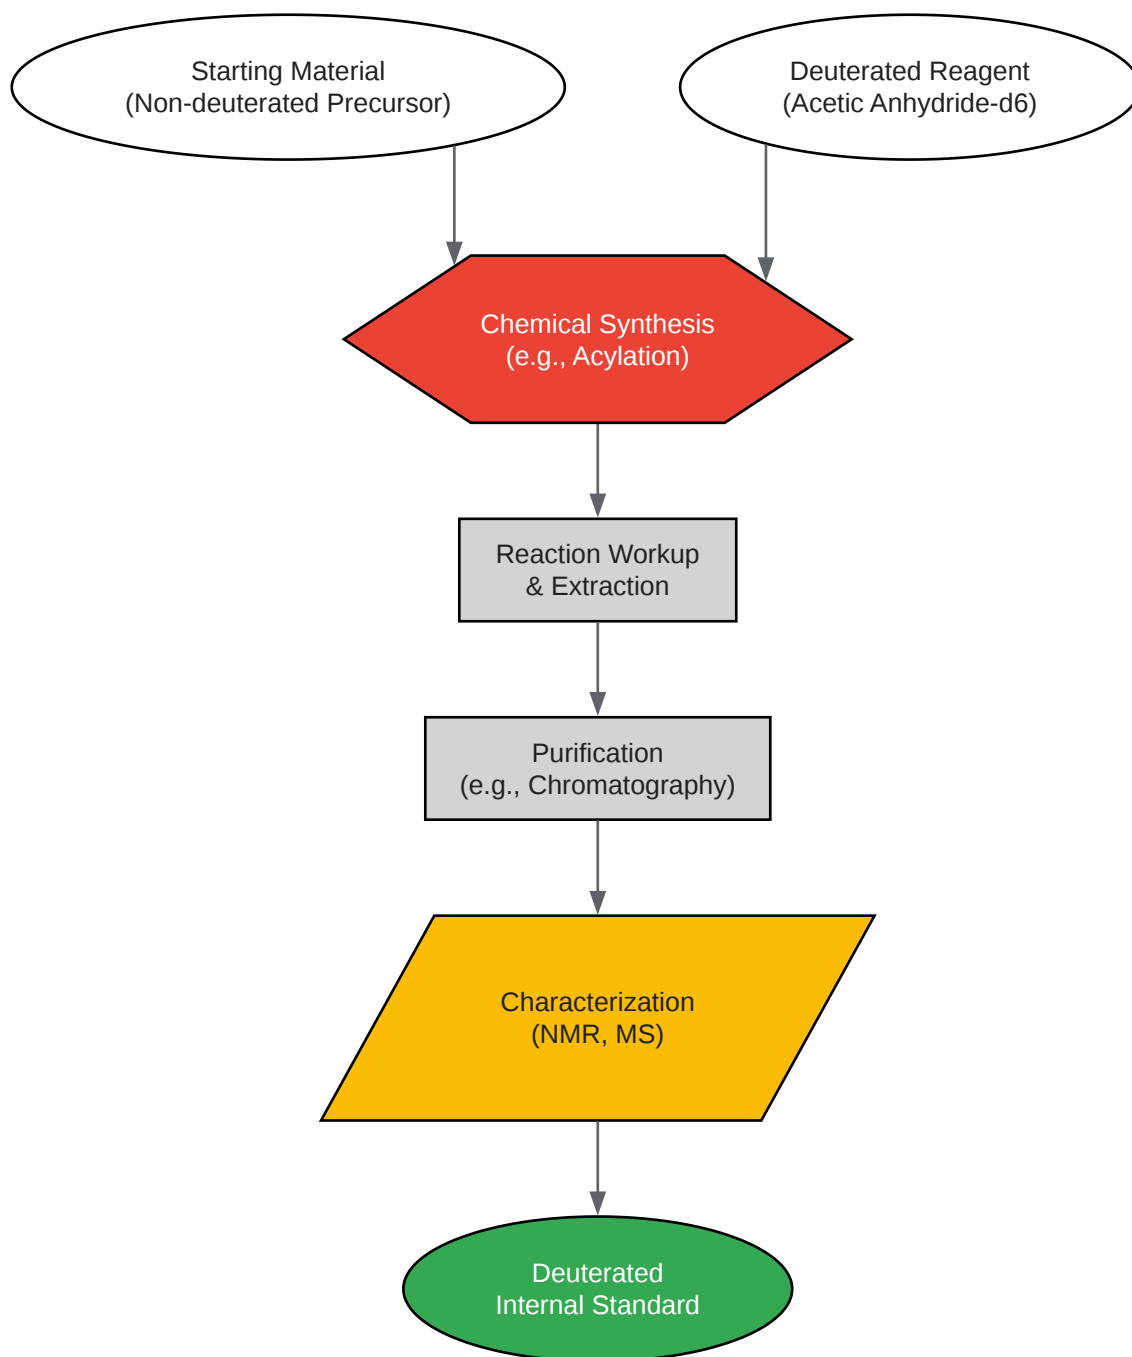 Starting Material
(Non-deuterated Precursor)
Deuterated Reagent
(Acetic Anhydride-d6)
Chemical Synthesis
(e.g., Acylation)
Reaction Workup
& Extraction
Purification
(e.g., Chromatography)
Characterization
(NMR, MS)
Deuterated
Internal Standard